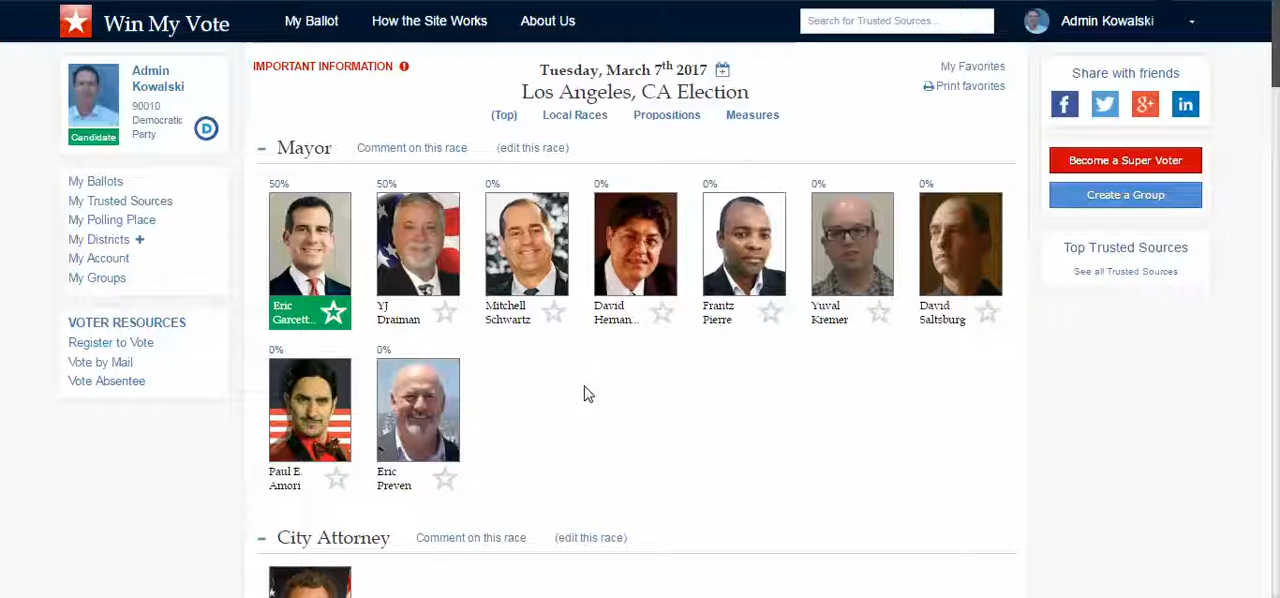 Win My Vote
My Ballot
How the Site Works
About Us
Search for Trusted Sources...
Admin Kowalski
Admin
Kowalski
90010
Democratic
Party
D
Candidate
My Ballots
My Trusted Sources
My Polling Place
My Districts +
My Account
My Groups
VOTER RESOURCES
Register to Vote
Vote by Mail
Vote Absentee
IMPORTANT INFORMATION !
Tuesday, March 7th 2017
Los Angeles, CA Election
(Top) Local Races Propositions Measures
My Favorites
Print favorites
– Mayor Comment on this race (edit this race)
50% 50% 0% 0% 0% 0% 0%
Eric
Garcett...
YJ
Draiman
Mitchell
Schwartz
David
Hernan...
Frantz
Pierre
Yuval
Kremer
David
Saltsburg
0% 0%
Paul E.
Amori
Eric
Preven
– City Attorney Comment on this race (edit this race)
Share with friends
f
g+
in
Become a Super Voter
Create a Group
Top Trusted Sources
See all Trusted Sources